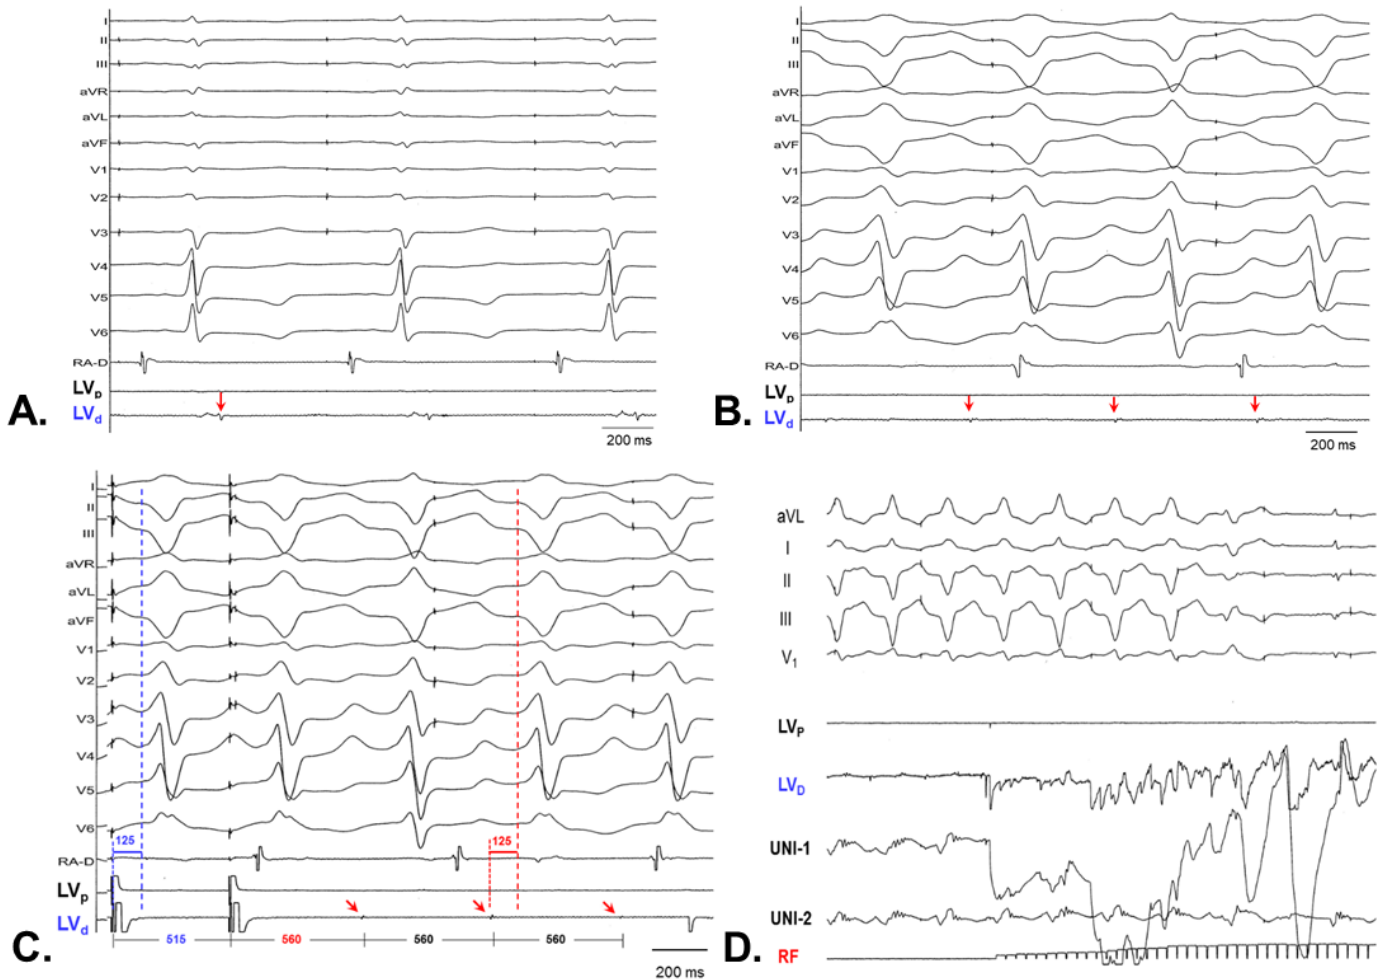 I
II
III
aVR
aVL
aVF
V1
V2
V3
V4
V5
V6
RA-D
LVp
LVd
A.
200 ms
I
II
III
aVR
aVL
aVF
V1
V2
V3
V4
V5
V6
RA-D
LVp
LVd
B.
200 ms
I
II
III
aVR
aVL
aVF
V1
V2
V3
V4
V5
V6
125
125
RA-D
LVp
LVd
515
560
560
560
C.
200 ms
aVL
I
II
III
V1
LVP
LVD
UNI-1
UNI-2
RF
D.